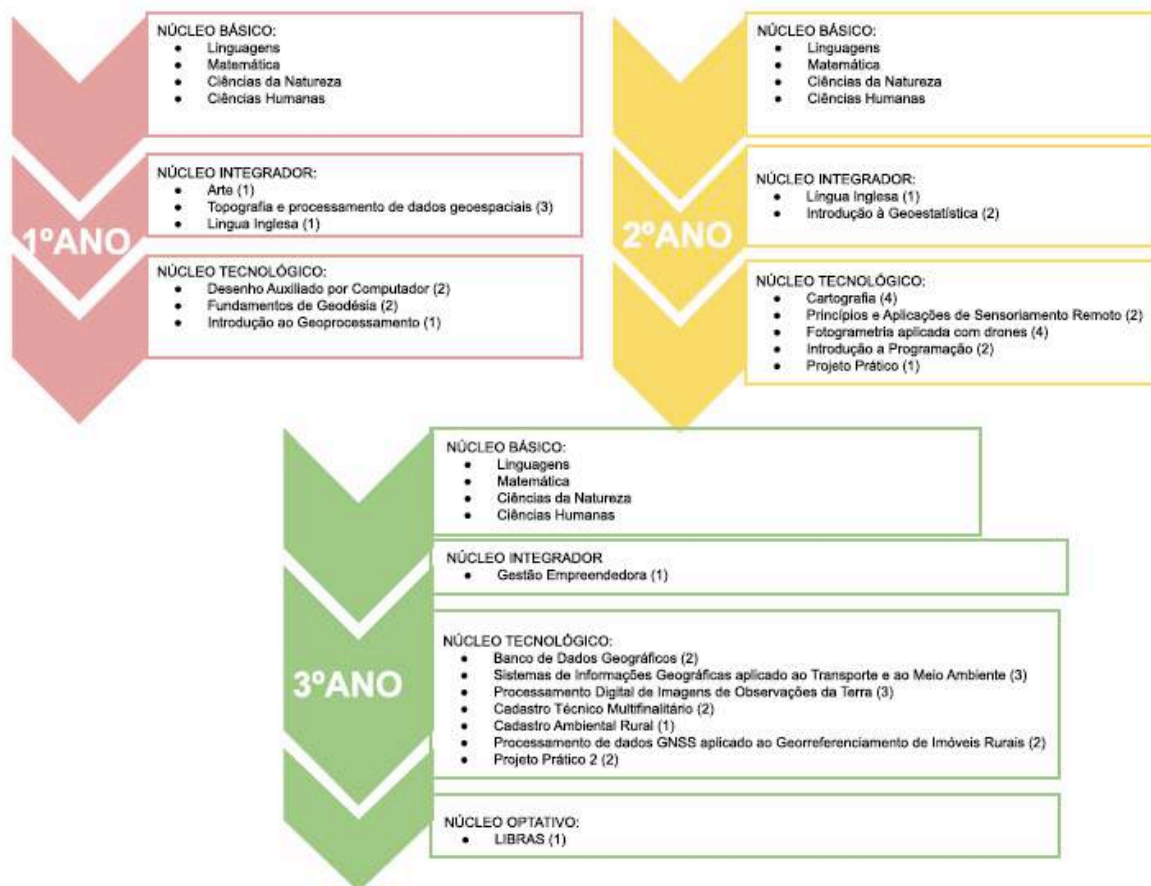 NÚCLEO BÁSICO:
● Linguagens
● Matemática
● Ciências da Natureza
● Ciências Humanas
NÚCLEO INTEGRADOR:
● Arte (1)
● Topografia e processamento de dados geoespaciais (3)
● Lingua Inglesa (1)
1ºANO
NÚCLEO TECNOLÓGICO:
● Desenho Auxiliado por Computador (2)
● Fundamentos de Geodésia (2)
● Introdução ao Geoprocessamento (1)
NÚCLEO BÁSICO:
● Linguagens
● Matemática
● Ciências da Natureza
● Ciências Humanas
NÚCLEO INTEGRADOR:
● Língua Inglesa (1)
● Introdução à Geoestatística (2)
2ºANO
NÚCLEO TECNOLÓGICO:
● Cartografia (4)
● Princípios e Aplicações de Sensoriamento Remoto (2)
● Fotogrametria aplicada com drones (4)
● Introdução a Programação (2)
● Projeto Prático (1)
NÚCLEO BÁSICO:
● Linguagens
● Matemática
● Ciências da Natureza
● Ciências Humanas
NÚCLEO INTEGRADOR
● Gestão Empreendedora (1)
3ºANO
NÚCLEO TECNOLÓGICO:
● Banco de Dados Geográficos (2)
● Sistemas de Informações Geográficas aplicado ao Transporte e ao Meio Ambiente (3)
● Processamento Digital de Imagens de Observações da Terra (3)
● Cadastro Técnico Multifinalitário (2)
● Cadastro Ambiental Rural (1)
● Processamento de dados GNSS aplicado ao Georreferenciamento de Imóveis Rurais (2)
● Projeto Prático 2 (2)
NÚCLEO OPTATIVO:
● LIBRAS (1)